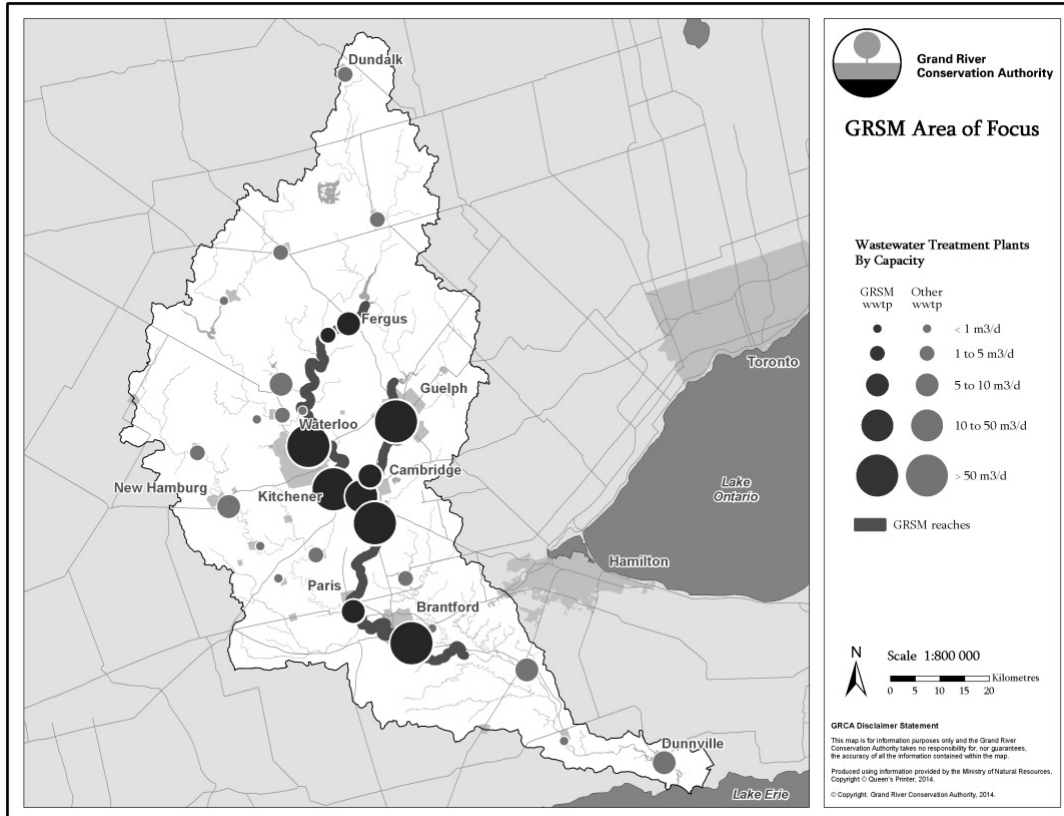 Dundalk
Fergus
Guelph
Waterloo
Cambridge
New Hamburg
Kitchener
Paris
Brantford
Dunnville
Toronto
Lake
Ontario
Hamilton
Lake Erie
Grand River
Conservation Authority
GRSM Area of Focus
Wastewater Treatment Plants
By Capacity
GRSM
wwtp
Other
wwtp
< 1 m3/d
1 to 5 m3/d
5 to 10 m3/d
10 to 50 m3/d
> 50 m3/d
GRSM reaches
N
Scale 1:800 000
Kilometres
0 5 10 15 20
GRCA Disclaimer Statement
This map is for information purposes only and the Grand River
Conservation Authority takes no responsibility for, nor guarantees,
the accuracy of all the information contained within the map.
Produced using information provided by the Ministry of Natural Resources,
Copyright © Queen's Printer, 2014.
© Copyright. Grand River Conservation Authority, 2014.